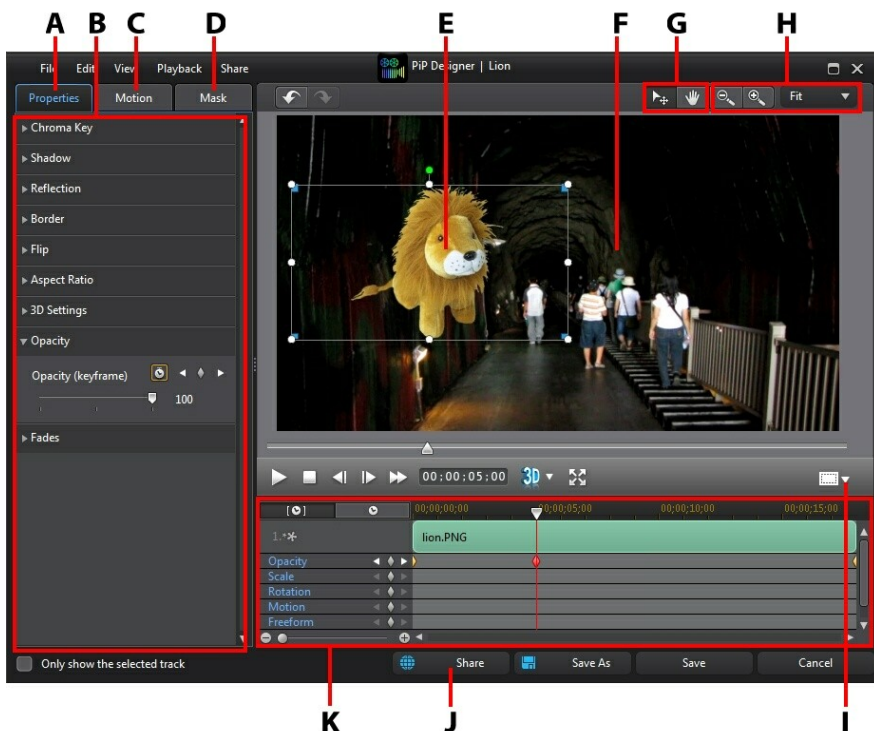 A B C D E F G H
File Edit View Playback Share
PiP Designer | Lion
Properties Motion Mask
Fit
Chroma Key
Shadow
Reflection
Border
Flip
Aspect Ratio
3D Settings
Opacity
Opacity (keyframe)
100
Fades
00;00;05;00
3D
00;00;00;00 00;00;05;00 00;00;10;00 00;00;15;00
1.
lion.PNG
Opacity
Scale
Rotation
Motion
Freeform
Only show the selected track
Share Save As Save Cancel
K J I